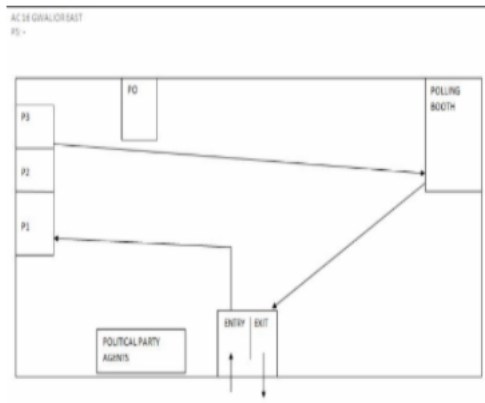 AC 16 GWALIOR EAST
PS: -
PO
POLLING
BOOTH
P3
P2
P1
ENTRY EXIT
POLITICAL PARTY
AGENTS